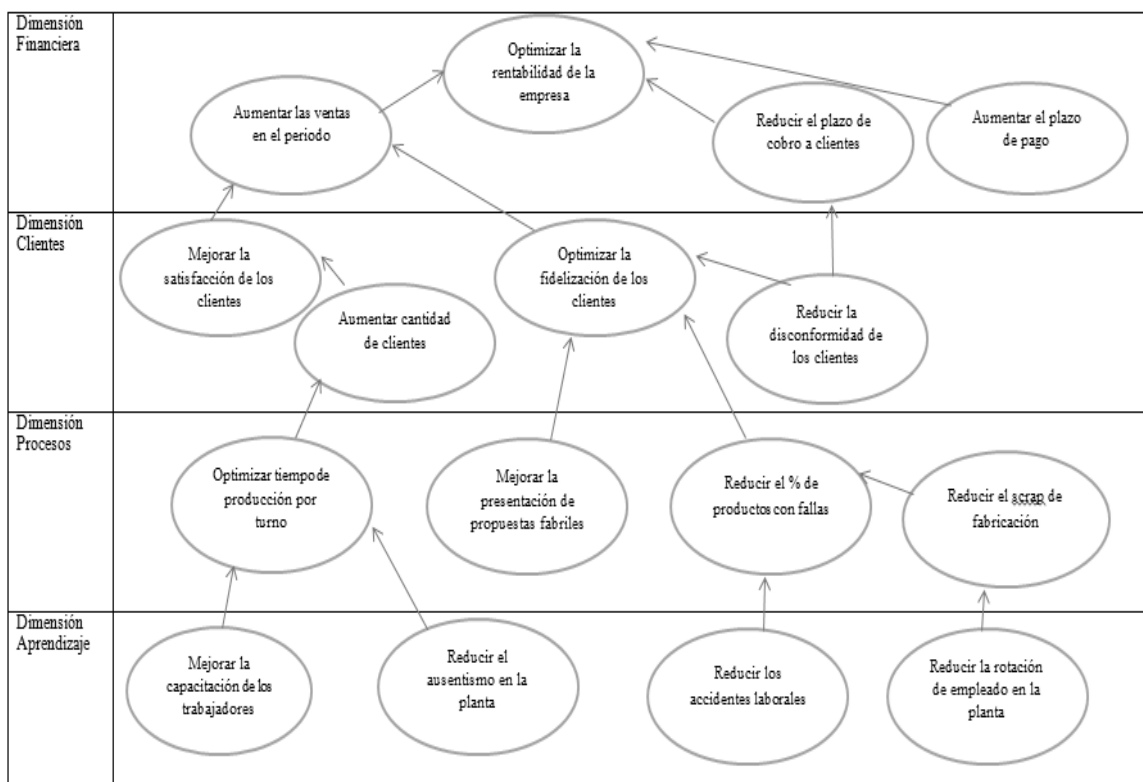 Dimensión
Financiera
Optimizar la
rentabilidad de la
empresa
Aumentar las ventas
en el periodo
Reducir el plazo de
cobro a clientes
Aumentar el plazo
de pago
Dimensión
Clientes
Mejorar la
satisfacción de los
clientes
Aumentar cantidad
de clientes
Optimizar la
fidelización de los
clientes
Reducir la
disconformidad de
los clientes
Dimensión
Procesos
Optimizar tiempo de
producción por
turno
Mejorar la
presentación de
propuestas fabriles
Reducir el % de
productos con fallas
Reducir el scrap de
fabricación
Dimensión
Aprendizaje
Mejorar la
capacitación de los
trabajadores
Reducir el
ausentismo en la
planta
Reducir los
accidentes laborales
Reducir la rotación
de empleado en la
planta